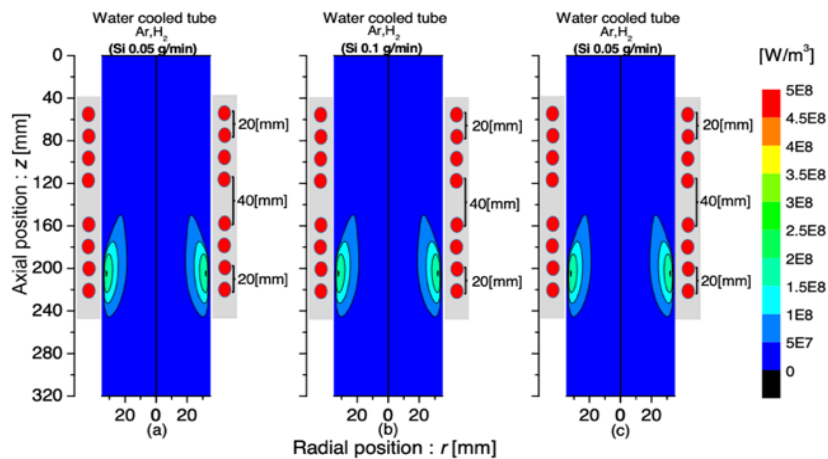 Water cooled tube
Ar,H₂
(Si 0.05 g/min)
Water cooled tube
Ar,H₂
(Si 0.1 g/min)
Water cooled tube
Ar,H₂
(Si 0.05 g/min)
[W/m³]
Axial position : z [mm]
0
40
80
120
160
200
240
280
320
20[mm]
40[mm]
20[mm]
20[mm]
40[mm]
20[mm]
20[mm]
40[mm]
20[mm]
5E8
4.5E8
4E8
3.5E8
3E8
2.5E8
2E8
1.5E8
1E8
5E7
0
20 0 20
20 0 20
20 0 20
(a)
(b)
(c)
Radial position : r [mm]